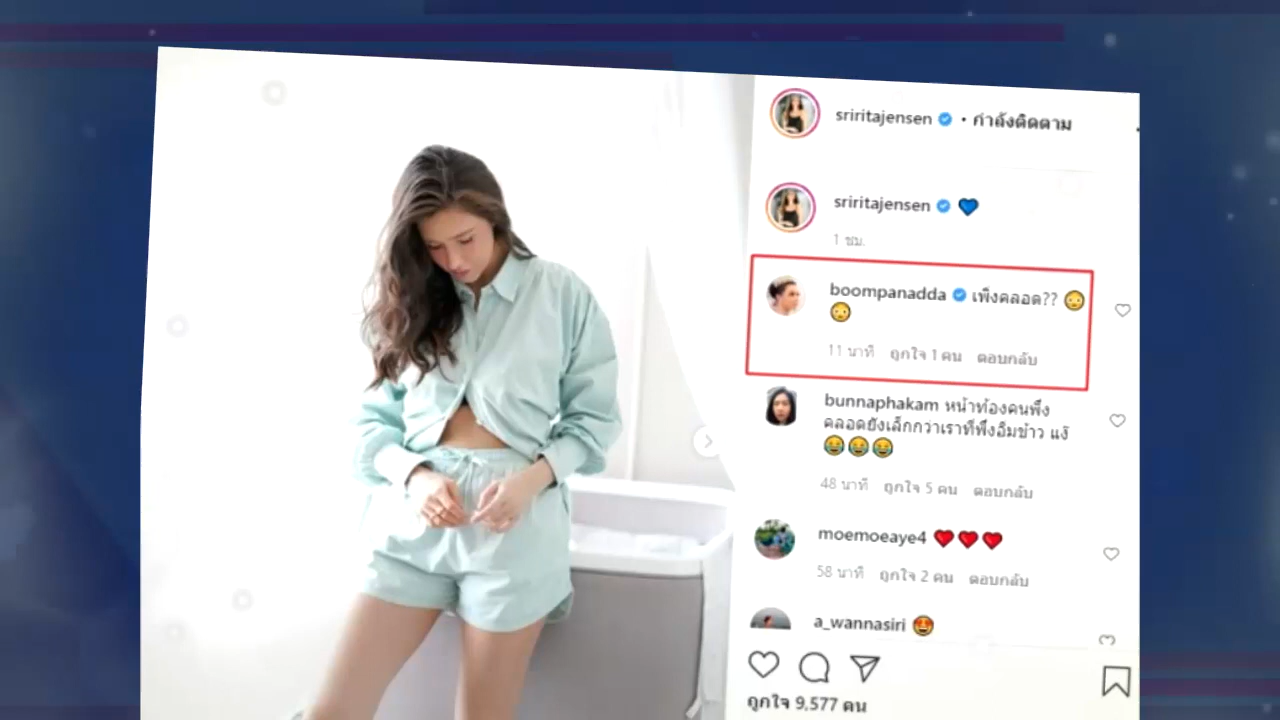 sriritajensen • กำลังติดตาม
sriritajensen 💙
1 ชม.
boompanadda เพิ่งคลอด?? 😳
😳
11 นาที ถูกใจ 1 คน ตอบกลับ
bunnaphakam หน้าท้องคนพึ่ง
คลอดยังเล็กกว่าเราที่พึ่งอิ่มข้าว แง๊
😂😂😂
48 นาที ถูกใจ 5 คน ตอบกลับ
moemoeaye4 ❤️❤️❤️
58 นาที ถูกใจ 2 คน ตอบกลับ
a_wannasiri 🤩
ถูกใจ 9,577 คน